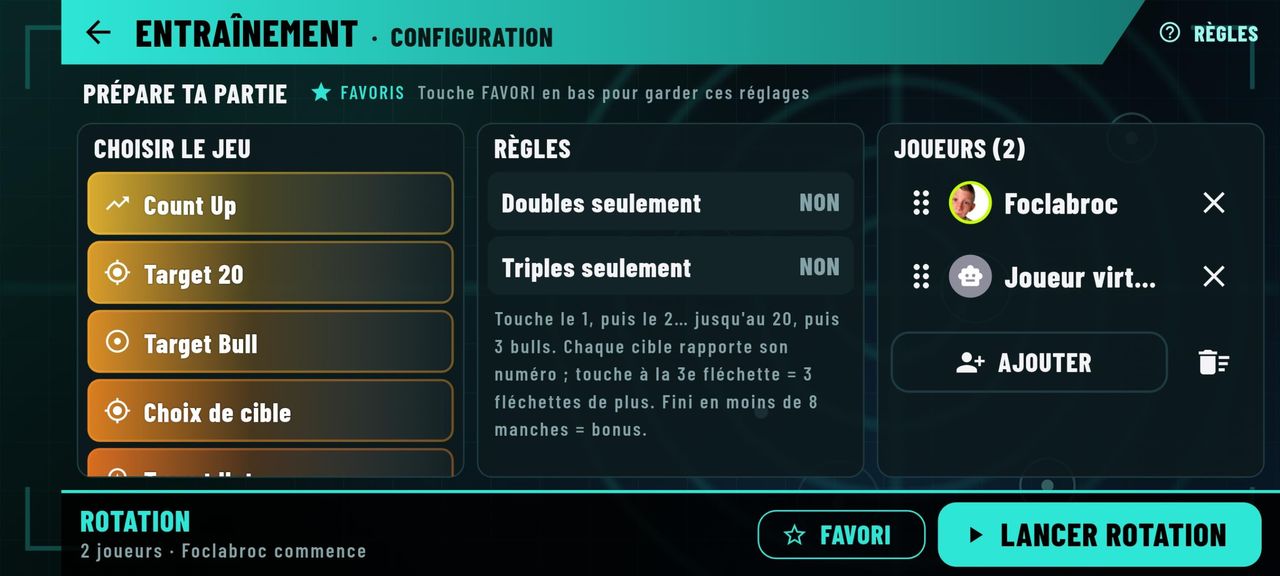 ENTRAÎNEMENT · CONFIGURATION
RÈGLES
PRÉPARE TA PARTIE
FAVORIS Touche FAVORI en bas pour garder ces réglages
CHOISIR LE JEU
Count Up
Target 20
Target Bull
Choix de cible
RÈGLES
Doubles seulement NON
Triples seulement NON
Touche le 1, puis le 2... jusqu'au 20, puis
3 bulls. Chaque cible rapporte son
numéro ; touche à la 3e fléchette = 3
fléchettes de plus. Fini en moins de 8
manches = bonus.
JOUEURS (2)
Foclabroc
Joueur virt...
AJOUTER
ROTATION
2 joueurs · Foclabroc commence
FAVORI
LANCER ROTATION